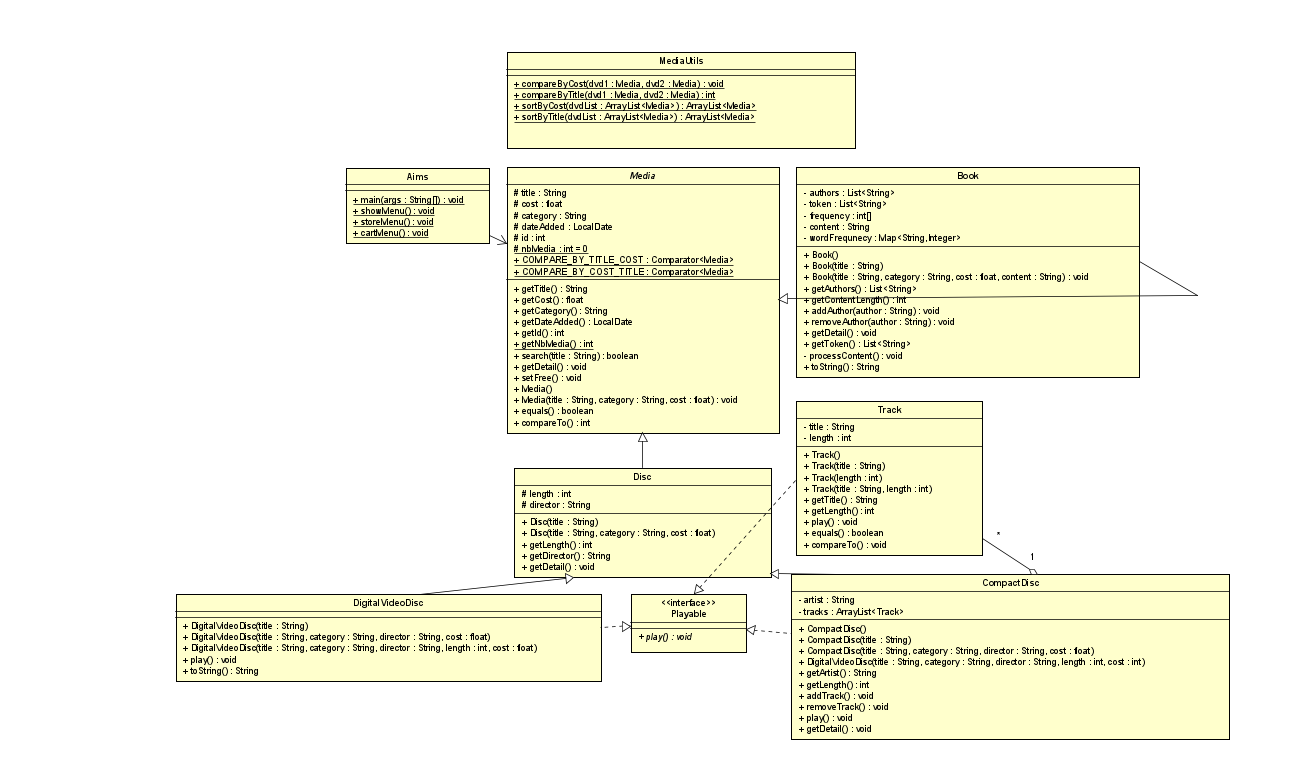 MediaUtils
+ compareByCost(dvd1 : Media, dvd2 : Media) : void
+ compareByTitle(dvd1 : Media, dvd2 : Media) : int
+ sortByCost(dvdList : ArrayList<Media>) : ArrayList<Media>
+ sortByTitle(dvdList : ArrayList<Media>) : ArrayList<Media>
Aims
+ main(args : String[]) : void
+ showMenu() : void
+ storeMenu() : void
+ cartMenu() : void
Media
# title : String
# cost : float
# category : String
# dateAdded : LocalDate
# id : int
# nbMedia : int = 0
+ COMPARE_BY_TITLE_COST : Comparator<Media>
+ COMPARE_BY_COST_TITLE : Comparator<Media>
+ getTitle() : String
+ getCost() : float
+ getCategory() : String
+ getDateAdded() : LocalDate
+ getId() : int
+ getNbMedia() : int
+ search(title : String) : boolean
+ getDetail() : void
+ setFree() : void
+ Media()
+ Media(title : String, category : String, cost : float) : void
+ equals() : boolean
+ compareTo() : int
Book
- authors : List<String>
- token : List<String>
- frequency : int[]
- content : String
- wordFrequnecy : Map<String,Integer>
+ Book()
+ Book(title : String)
+ Book(title : String, category : String, cost : float, content : String) : void
+ getAuthors() : List<String>
+ getContentLength() : int
+ addAuthor(author : String) : void
+ removeAuthor(author : String) : void
+ getDetail() : void
+ getToken() : List<String>
- processContent() : void
+ toString() : String
Track
- title : String
- length : int
+ Track()
+ Track(title : String)
+ Track(length : int)
+ Track(title : String, length : int)
+ getTitle() : String
+ getLength() : int
+ play() : void
+ equals() : boolean
+ compareTo() : void
*
1
Disc
# length : int
# director : String
+ Disc(title : String)
+ Disc(title : String, category : String, cost : float)
+ getLength() : int
+ getDirector() : String
+ getDetail() : void
DigitalVideoDisc
+ DigitalVideoDisc(title : String)
+ DigitalVideoDisc(title : String, category : String, director : String, cost : float)
+ DigitalVideoDisc(title : String, category : String, director : String, length : int, cost : float)
+ play() : void
+ toString() : String
<<interface>>
Playable
+ play() : void
CompactDisc
- artist : String
- tracks : ArrayList<Track>
+ CompactDisc()
+ CompactDisc(title : String)
+ CompactDisc(title : String, category : String, director : String, cost : float)
+ DigitalVideoDisc(title : String, category : String, director : String, length : int, cost : int)
+ getArtist() : String
+ getLength() : int
+ addTrack() : void
+ removeTrack() : void
+ play() : void
+ getDetail() : void